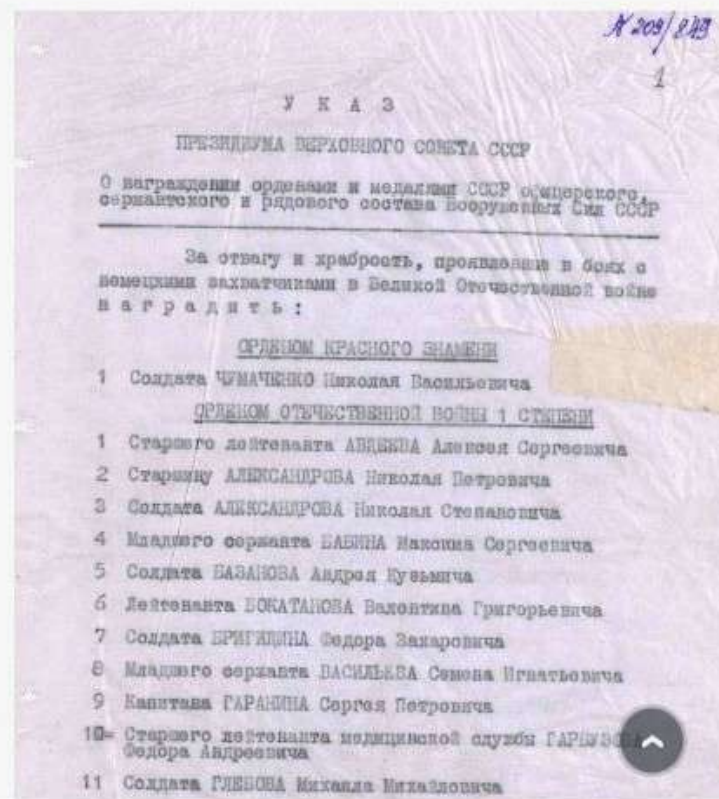 № 209/849
1
У К А З
ПРЕЗИДИУМА ВЕРХОВНОГО СОВЕТА СССР
О награждении орденами и медалями СССР офицерского,
сержантского и рядового состава Вооруженных Сил СССР
За отвагу и храбрость, проявленные в боях с
немецкими захватчиками в Великой Отечественной войне
н а г р а д и т ь :
ОРДЕНОМ КРАСНОГО ЗНАМЕНИ
1 Солдата ЧУМАЧЕНКО Николая Васильевича
ОРДЕНОМ ОТЕЧЕСТВЕННОЙ ВОЙНЫ 1 СТЕПЕНИ
1 Старшего лейтенанта АВДЕЕВА Алексея Сергеевича
2 Старшину АЛЕКСАНДРОВА Николая Петровича
3 Солдата АЛЕКСАНДРОВА Николая Степановича
4 Младшего сержанта БАБИНА Максима Сергеевича
5 Солдата БАЗАНОВА Андрея Кузьмича
6 Лейтенанта БОКАТАНОВА Валентина Григорьевича
7 Солдата БРИГИДИНА Федора Захаровича
8 Младшего сержанта ВАСИЛЬЕВА Семена Игнатьевича
9 Капитана ГАРАНИНА Сергея Петровича
10= Старшего лейтенанта медицинской службы
Федора Андреевича
11 Солдата ГЛЕБОВА Михаила Михайловича